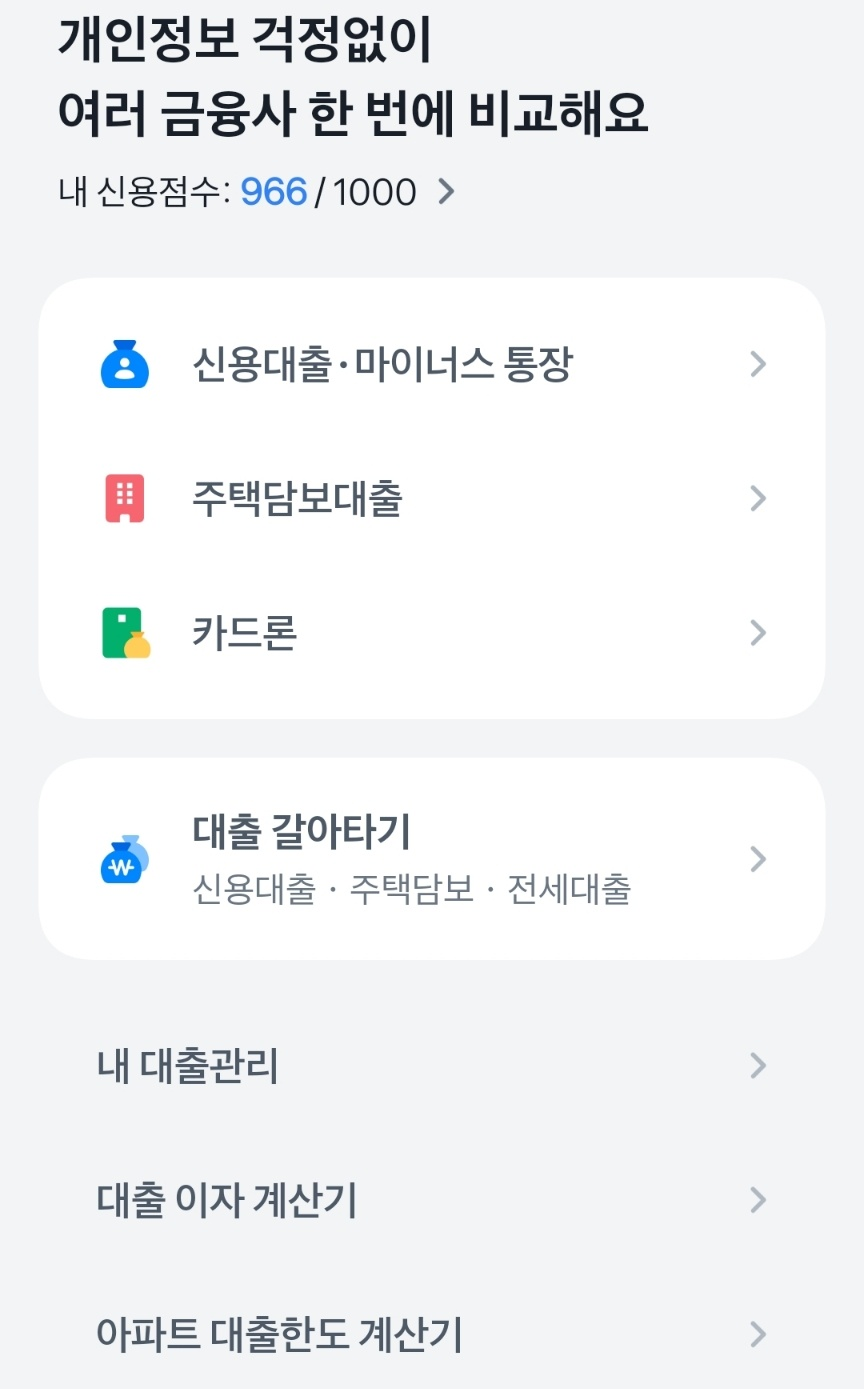 개인정보 걱정없이
여러 금융사 한 번에 비교해요
내 신용점수: 966 / 1000
신용대출·마이너스 통장
주택담보대출
카드론
₩
대출 갈아타기
신용대출 · 주택담보 · 전세대출
내 대출관리
대출 이자 계산기
아파트 대출한도 계산기